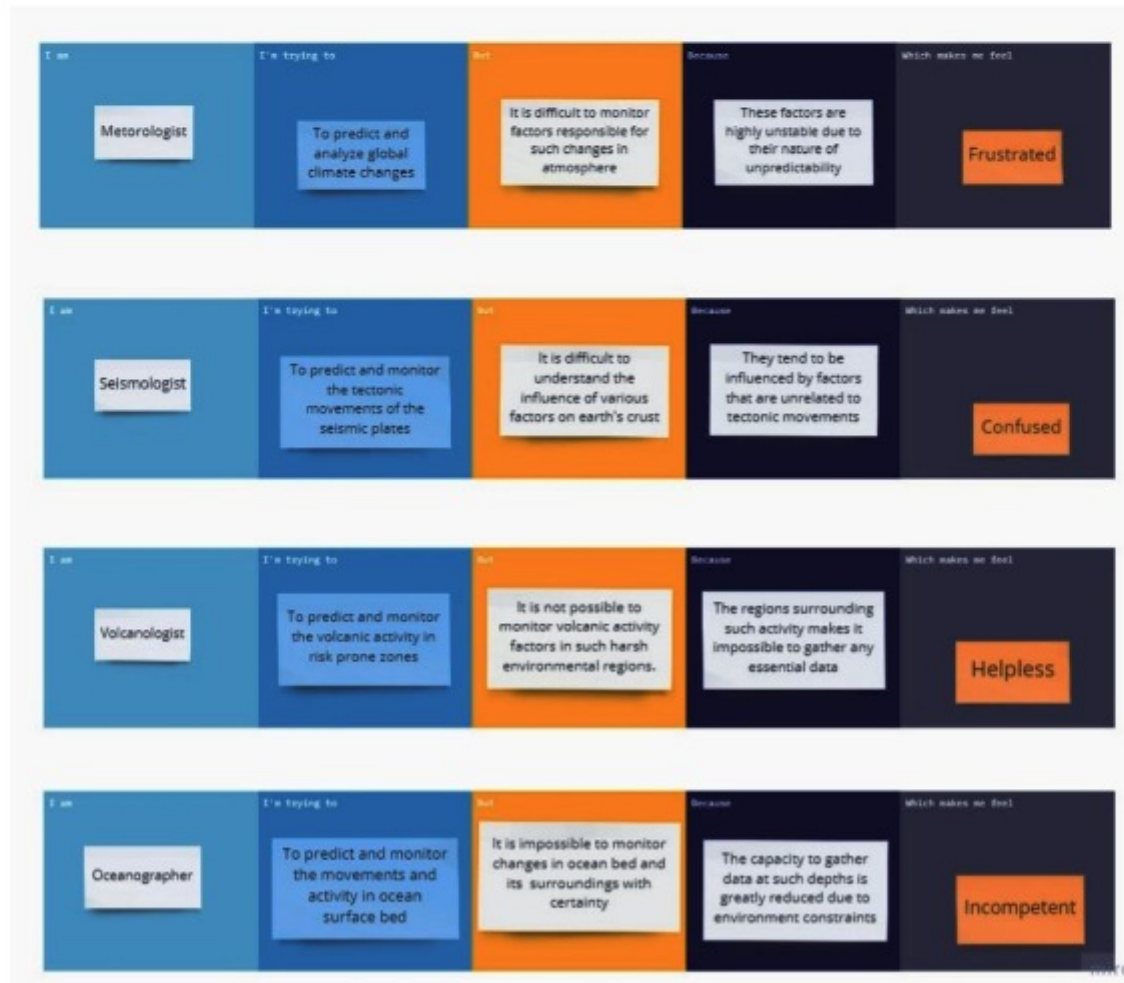 I am
I'm trying to
But
Because
Which makes me feel
Metorologist
To predict and
analyze global
climate changes
It is difficult to monitor
factors responsible for
such changes in
atmosphere
These factors are
highly unstable due to
their nature of
unpredictability
Frustrated
I am
I'm trying to
But
Because
Which makes me feel
Seismologist
To predict and monitor
the tectonic
movements of the
seismic plates
It is difficult to
understand the
influence of various
factors on earth's crust
They tend to be
influenced by factors
that are unrelated to
tectonic movements
Confused
I am
I'm trying to
But
Because
Which makes me feel
Volcanologist
To predict and monitor
the volcanic activity in
risk prone zones
It is not possible to
monitor volcanic activity
factors in such harsh
environmental regions.
The regions surrounding
such activity makes it
impossible to gather any
essential data
Helpless
I am
I'm trying to
But
Because
Which makes me feel
Oceanographer
To predict and monitor
the movements and
activity in ocean
surface bed
It is impossible to monitor
changes in ocean bed and
its surroundings with
certainty
The capacity to gather
data at such depths is
greatly reduced due to
environment constraints
Incompetent